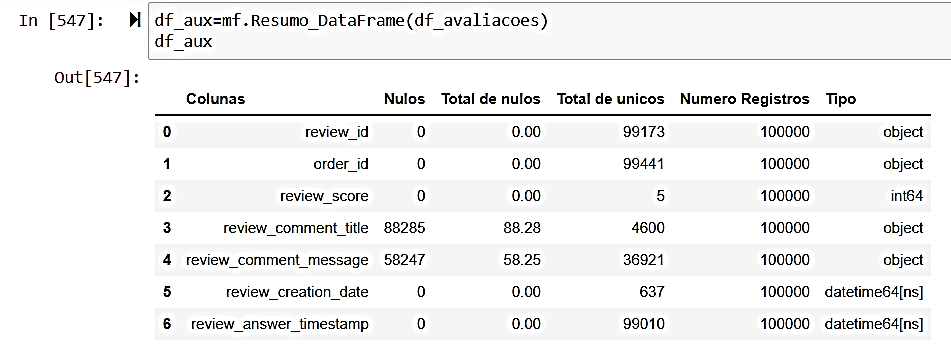 In [547]: df_aux=mf.Resumo_DataFrame(df_avaliacoes)
df_aux
Out[547]:
Colunas Nulos Total de nulos Total de unicos Numero Registros Tipo
0 review_id 0 0.00 99173 100000 object
1 order_id 0 0.00 99441 100000 object
2 review_score 0 0.00 5 100000 int64
3 review_comment_title 88285 88.28 4600 100000 object
4 review_comment_message 58247 58.25 36921 100000 object
5 review_creation_date 0 0.00 637 100000 datetime64[ns]
6 review_answer_timestamp 0 0.00 99010 100000 datetime64[ns]